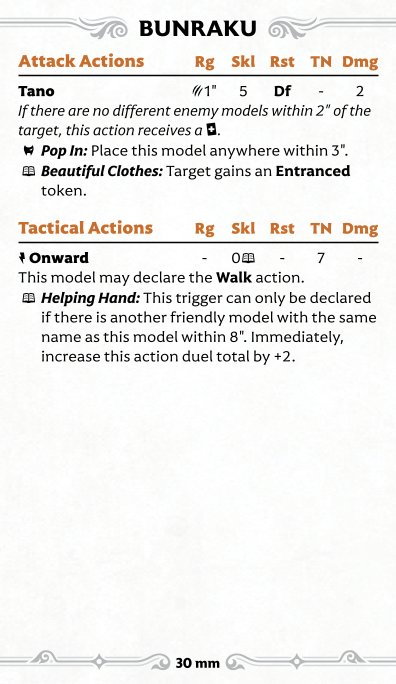 BUNRAKU
Attack Actions Rg Skl Rst TN Dmg
Tano 1" 5 Df - 2
If there are no different enemy models within 2" of the
target, this action receives a .
Pop In: Place this model anywhere within 3".
Beautiful Clothes: Target gains an Entranced
token.
Tactical Actions Rg Skl Rst TN Dmg
Onward - 0 - 7 -
This model may declare the Walk action.
Helping Hand: This trigger can only be declared
if there is another friendly model with the same
name as this model within 8". Immediately,
increase this action duel total by +2.
30 mm